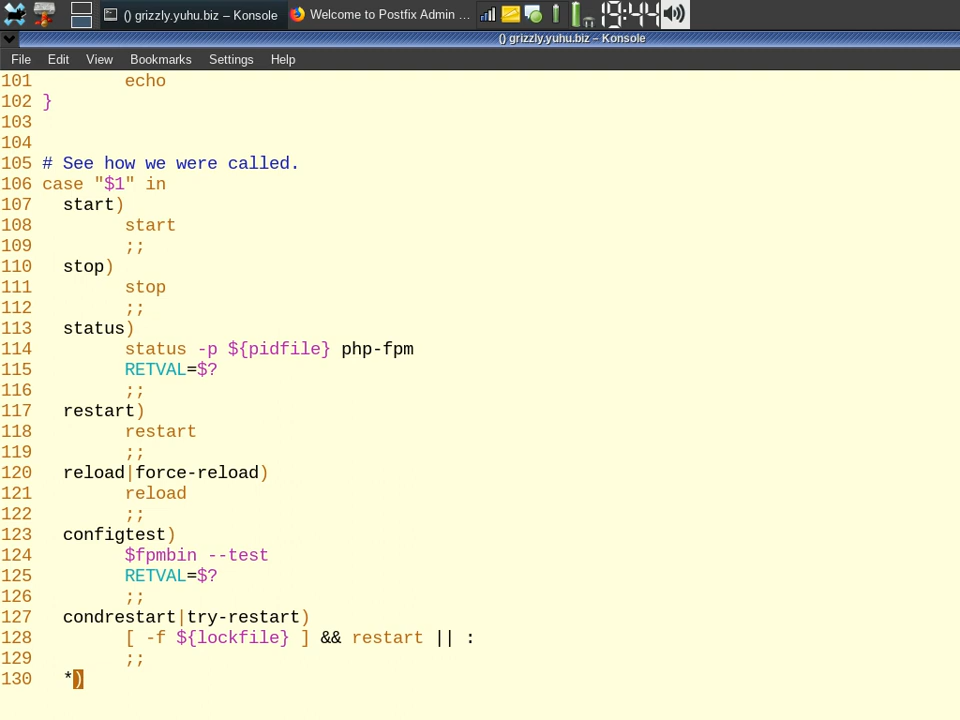 () grizzly.yuhu.biz – Konsole
Welcome to Postfix Admin ...
19:44
() grizzly.yuhu.biz – Konsole
File Edit View Bookmarks Settings Help
101         echo
102 }
103
104
105 # See how we were called.
106 case "$1" in
107   start)
108         start
109         ;;
110   stop)
111         stop
112         ;;
113   status)
114         status -p ${pidfile} php-fpm
115         RETVAL=$?
116         ;;
117   restart)
118         restart
119         ;;
120   reload|force-reload)
121         reload
122         ;;
123   configtest)
124         $fpmbin --test
125         RETVAL=$?
126         ;;
127   condrestart|try-restart)
128         [ -f ${lockfile} ] && restart || :
129         ;;
130   *)